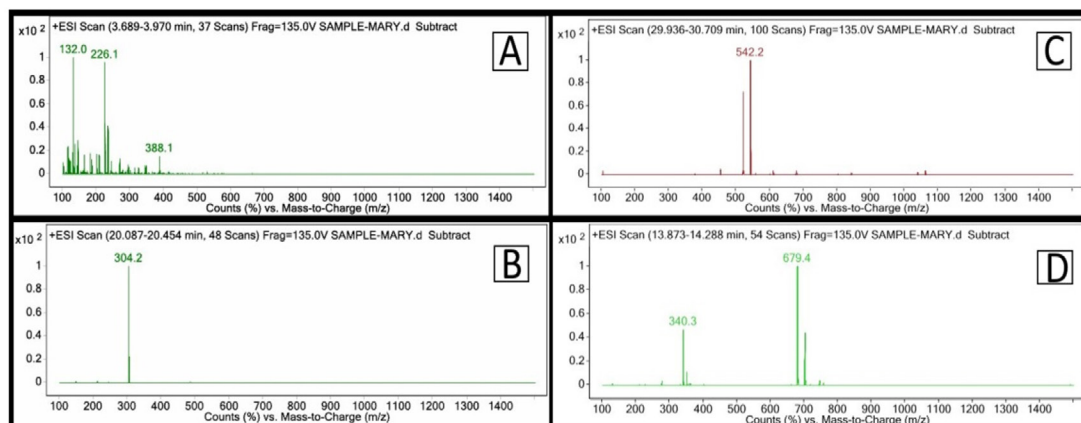 +ESI Scan (3.689-3.970 min, 37 Scans) Frag=135.0V SAMPLE-MARY.d Subtract
x10 2
132.0 226.1
1
0.8
0.6
0.4
388.1
0.2
0
100 200 300 400 500 600 700 800 900 1000 1100 1200 1300 1400
Counts (%) vs. Mass-to-Charge (m/z)
A
+ESI Scan (20.087-20.454 min, 48 Scans) Frag=135.0V SAMPLE-MARY.d Subtract
x10 2
304.2
1
0.8
0.6
0.4
0.2
0
100 200 300 400 500 600 700 800 900 1000 1100 1200 1300 1400
Counts (%) vs. Mass-to-Charge (m/z)
B
+ESI Scan (29.936-30.709 min, 100 Scans) Frag=135.0V SAMPLE-MARY.d Subtract
x10 2
542.2
1
0.8
0.6
0.4
0.2
0
100 200 300 400 500 600 700 800 900 1000 1100 1200 1300 1400
Counts (%) vs. Mass-to-Charge (m/z)
C
+ESI Scan (13.873-14.288 min, 54 Scans) Frag=135.0V SAMPLE-MARY.d Subtract
x10 2
679.4
1
0.8
0.6
340.3
0.4
0.2
0
100 200 300 400 500 600 700 800 900 1000 1100 1200 1300 1400
Counts (%) vs. Mass-to-Charge (m/z)
D